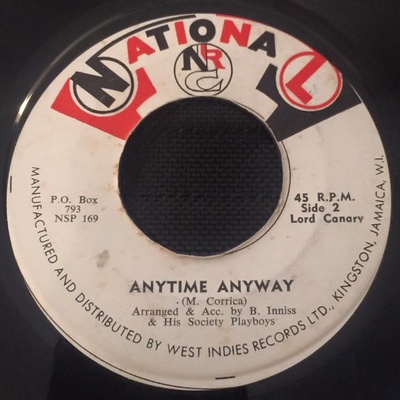 NATIONAL
NRC
P.O. Box
793
NSP 169
45 R.P.M.
Side 2
Lord Canary
ANYTIME ANYWAY
(M. Corrica)
Arranged & Acc. by B. Inniss
& His Society Playboys
MANUFACTURED AND DISTRIBUTED BY WEST INDIES RECORDS LTD., KINGSTON, JAMAICA, W.I.